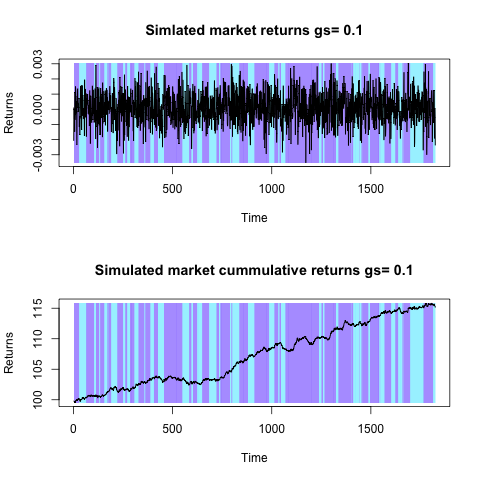 Simlated market returns gs= 0.1
Returns
0.003
0.000
-0.003
0
500
1000
1500
Time
Simulated market cummulative returns gs= 0.1
Returns
115
110
105
100
0
500
1000
1500
Time